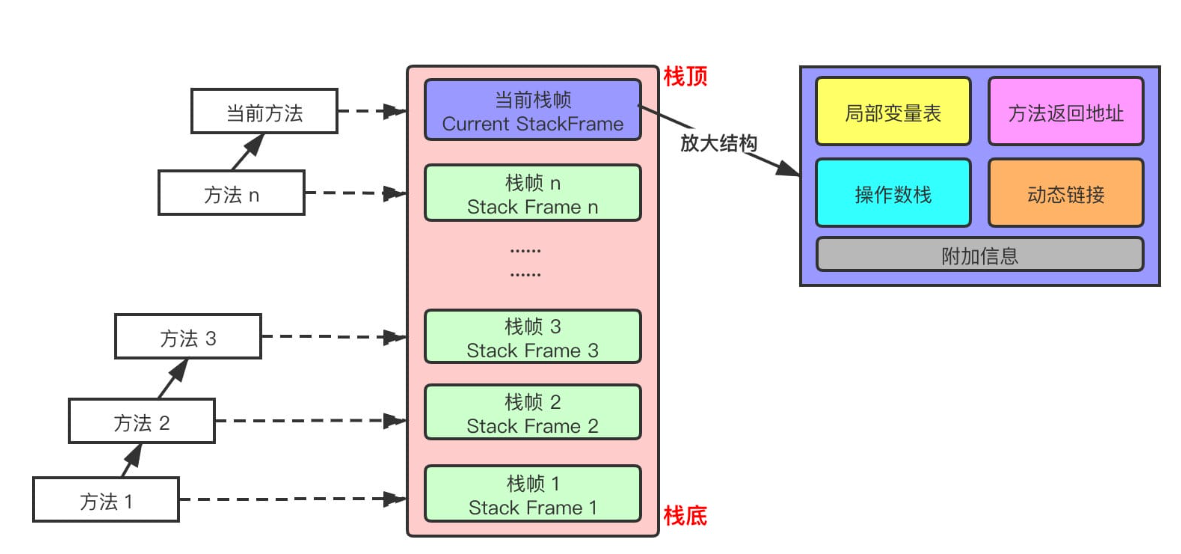 栈顶
当前方法
当前栈帧
Current StackFrame
放大结构
局部变量表
方法返回地址
方法 n
栈帧 n
Stack Frame n
操作数栈
动态链接
······
······
附加信息
方法 3
栈帧 3
Stack Frame 3
方法 2
栈帧 2
Stack Frame 2
方法 1
栈帧 1
Stack Frame 1
栈底